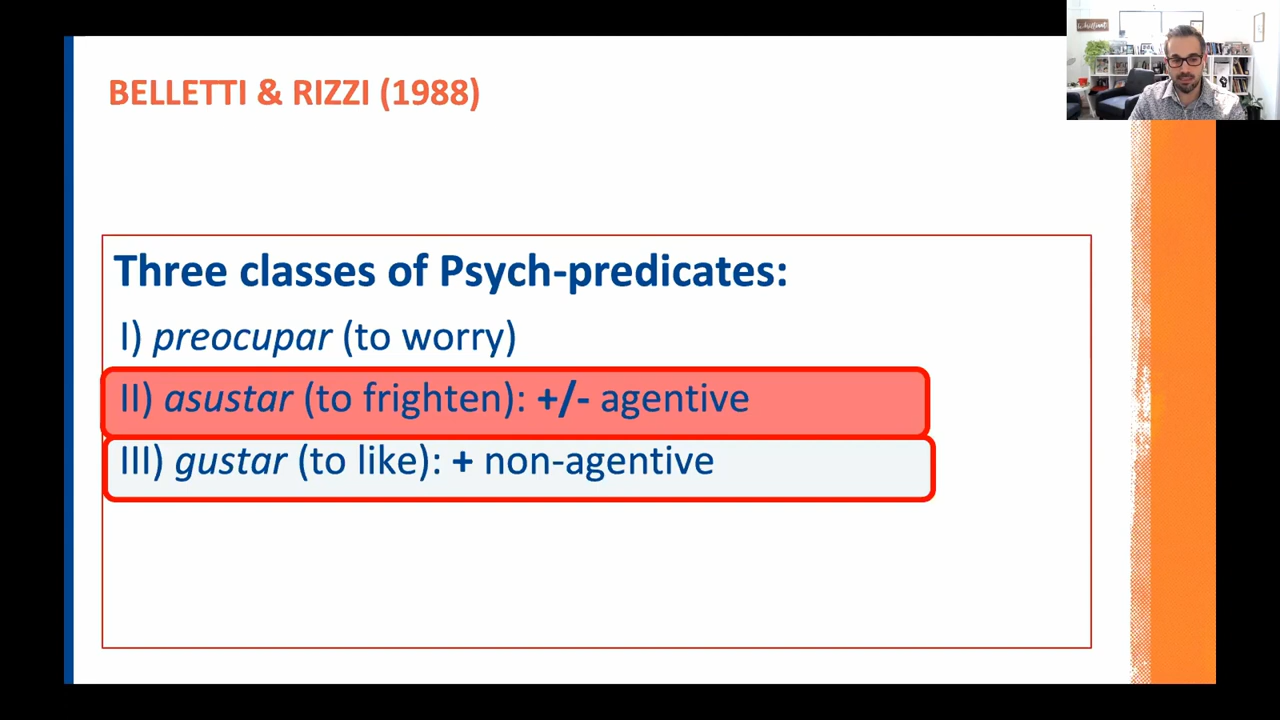 BELLETTI & RIZZI (1988)
Three classes of Psych-predicates:
I) preocupar (to worry)
II) asustar (to frighten): +/- agentive
III) gustar (to like): + non-agentive